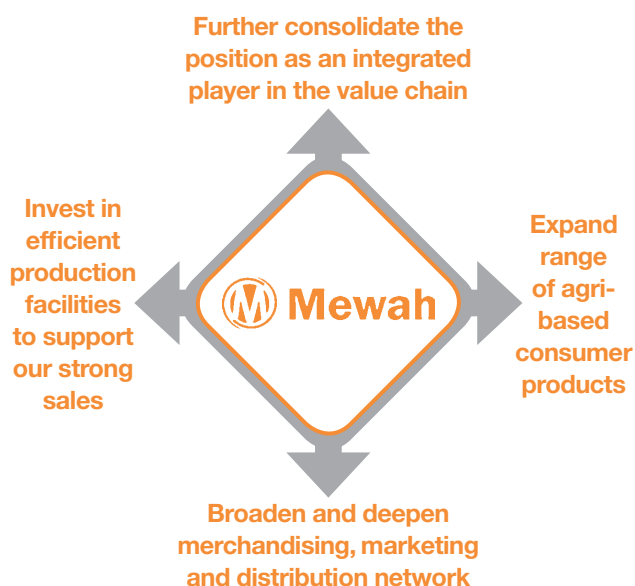 Further consolidate the
position as an integrated
player in the value chain
Invest in
efficient
production
facilities
to support
our strong
sales
Mewah
Expand
range
of agri-
based
consumer
products
Broaden and deepen
merchandising, marketing
and distribution network